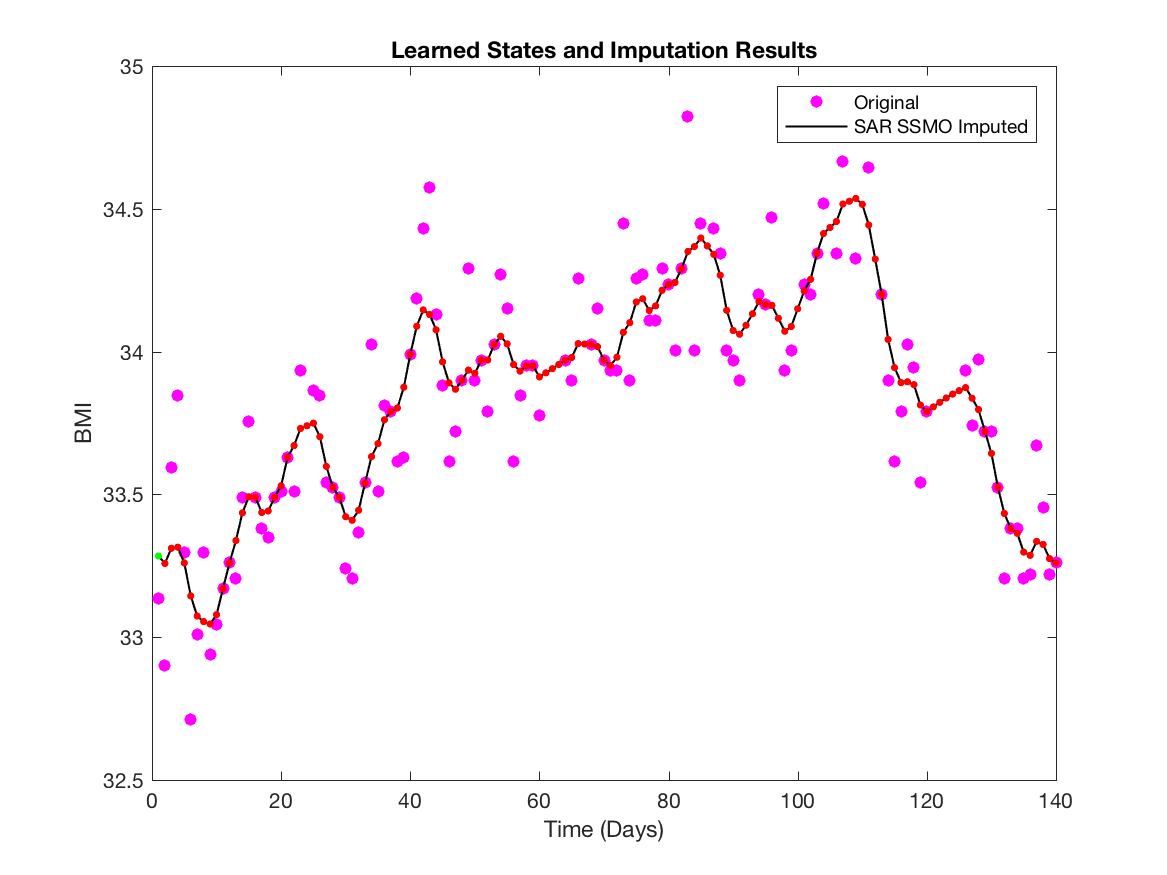 Learned States and Imputation Results
Original
SAR SSMO Imputed
35
34.5
34
33.5
33
32.5
BMI
0 20 40 60 80 100 120 140
Time (Days)